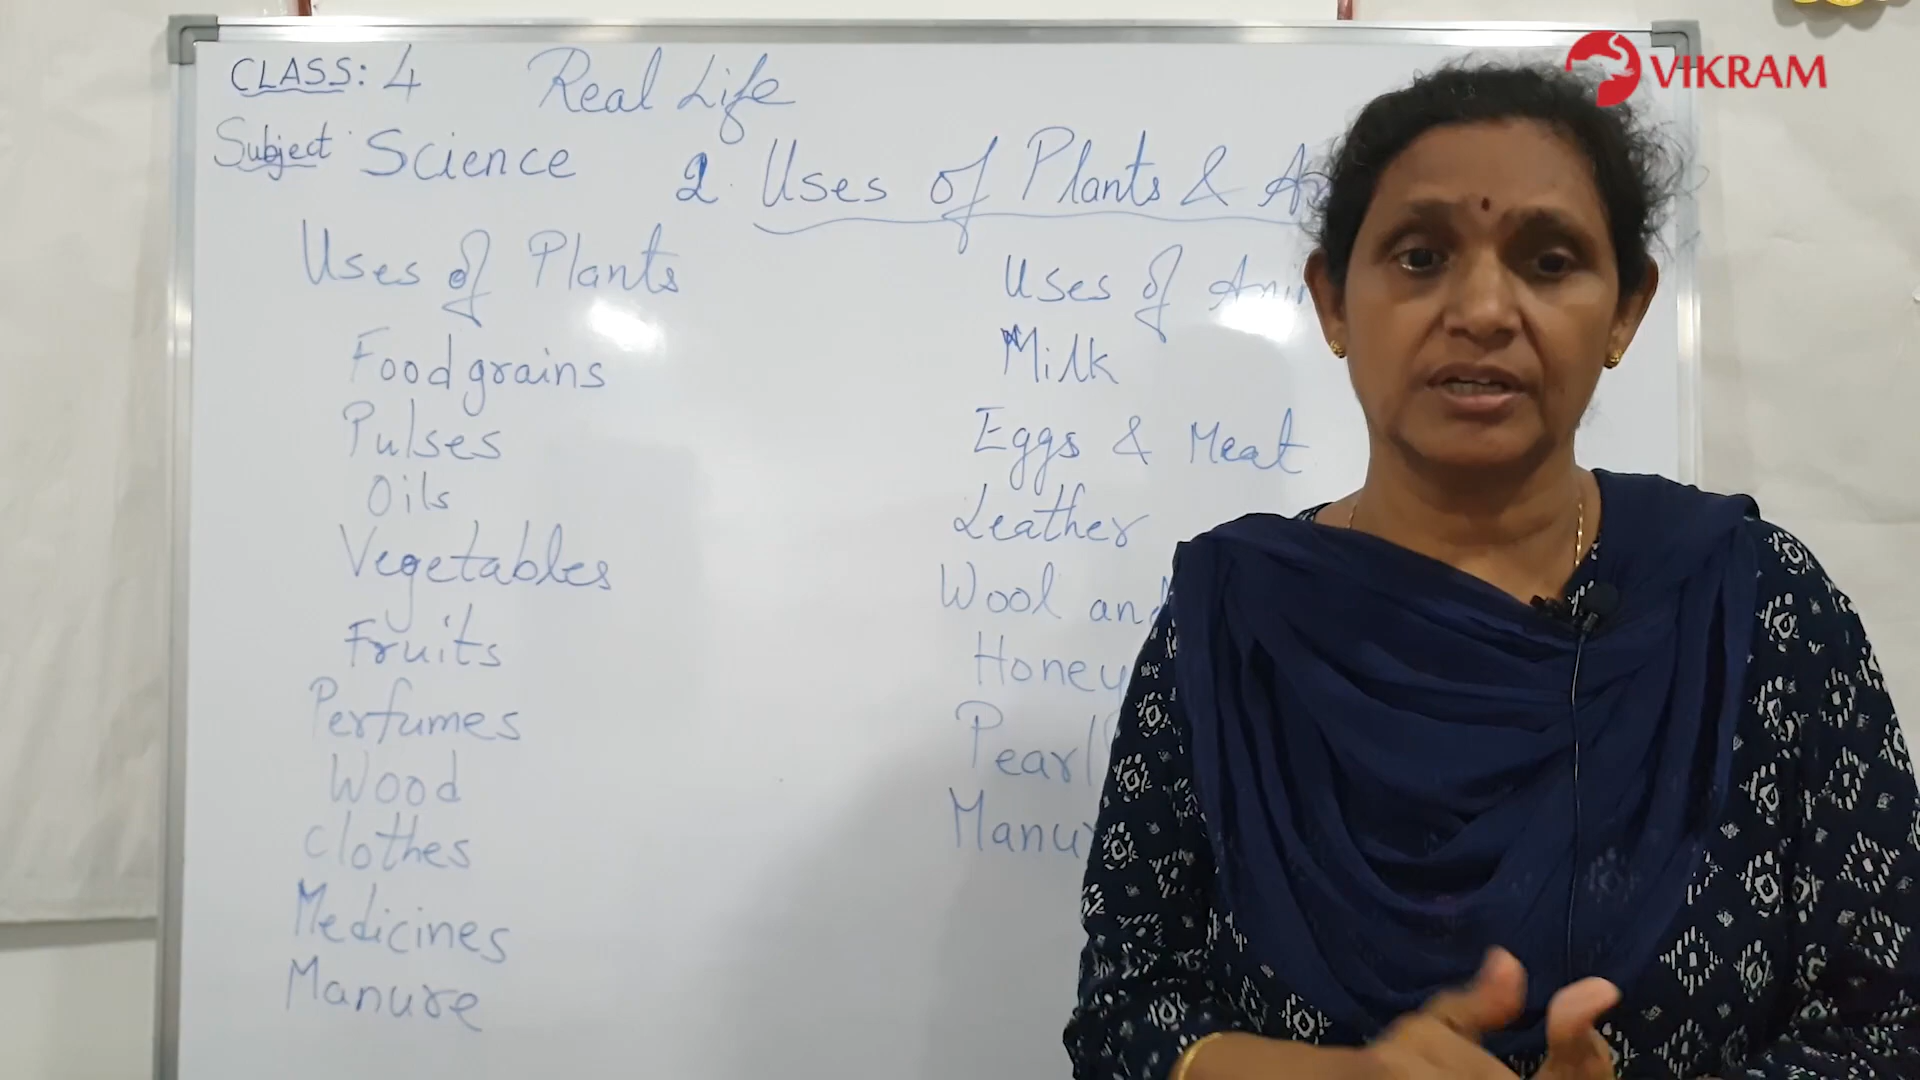 VIKRAM
CLASS: 4
Real Life
Subject: Science
2. Uses of Plants &
Uses of Plants
Foodgrains
Pulses
Oils
Vegetables
Fruits
Perfumes
Wood
Clothes
Medicines
Manure
Uses of
Milk
Eggs & Meat
Leather
Wool
Honey
Pearl